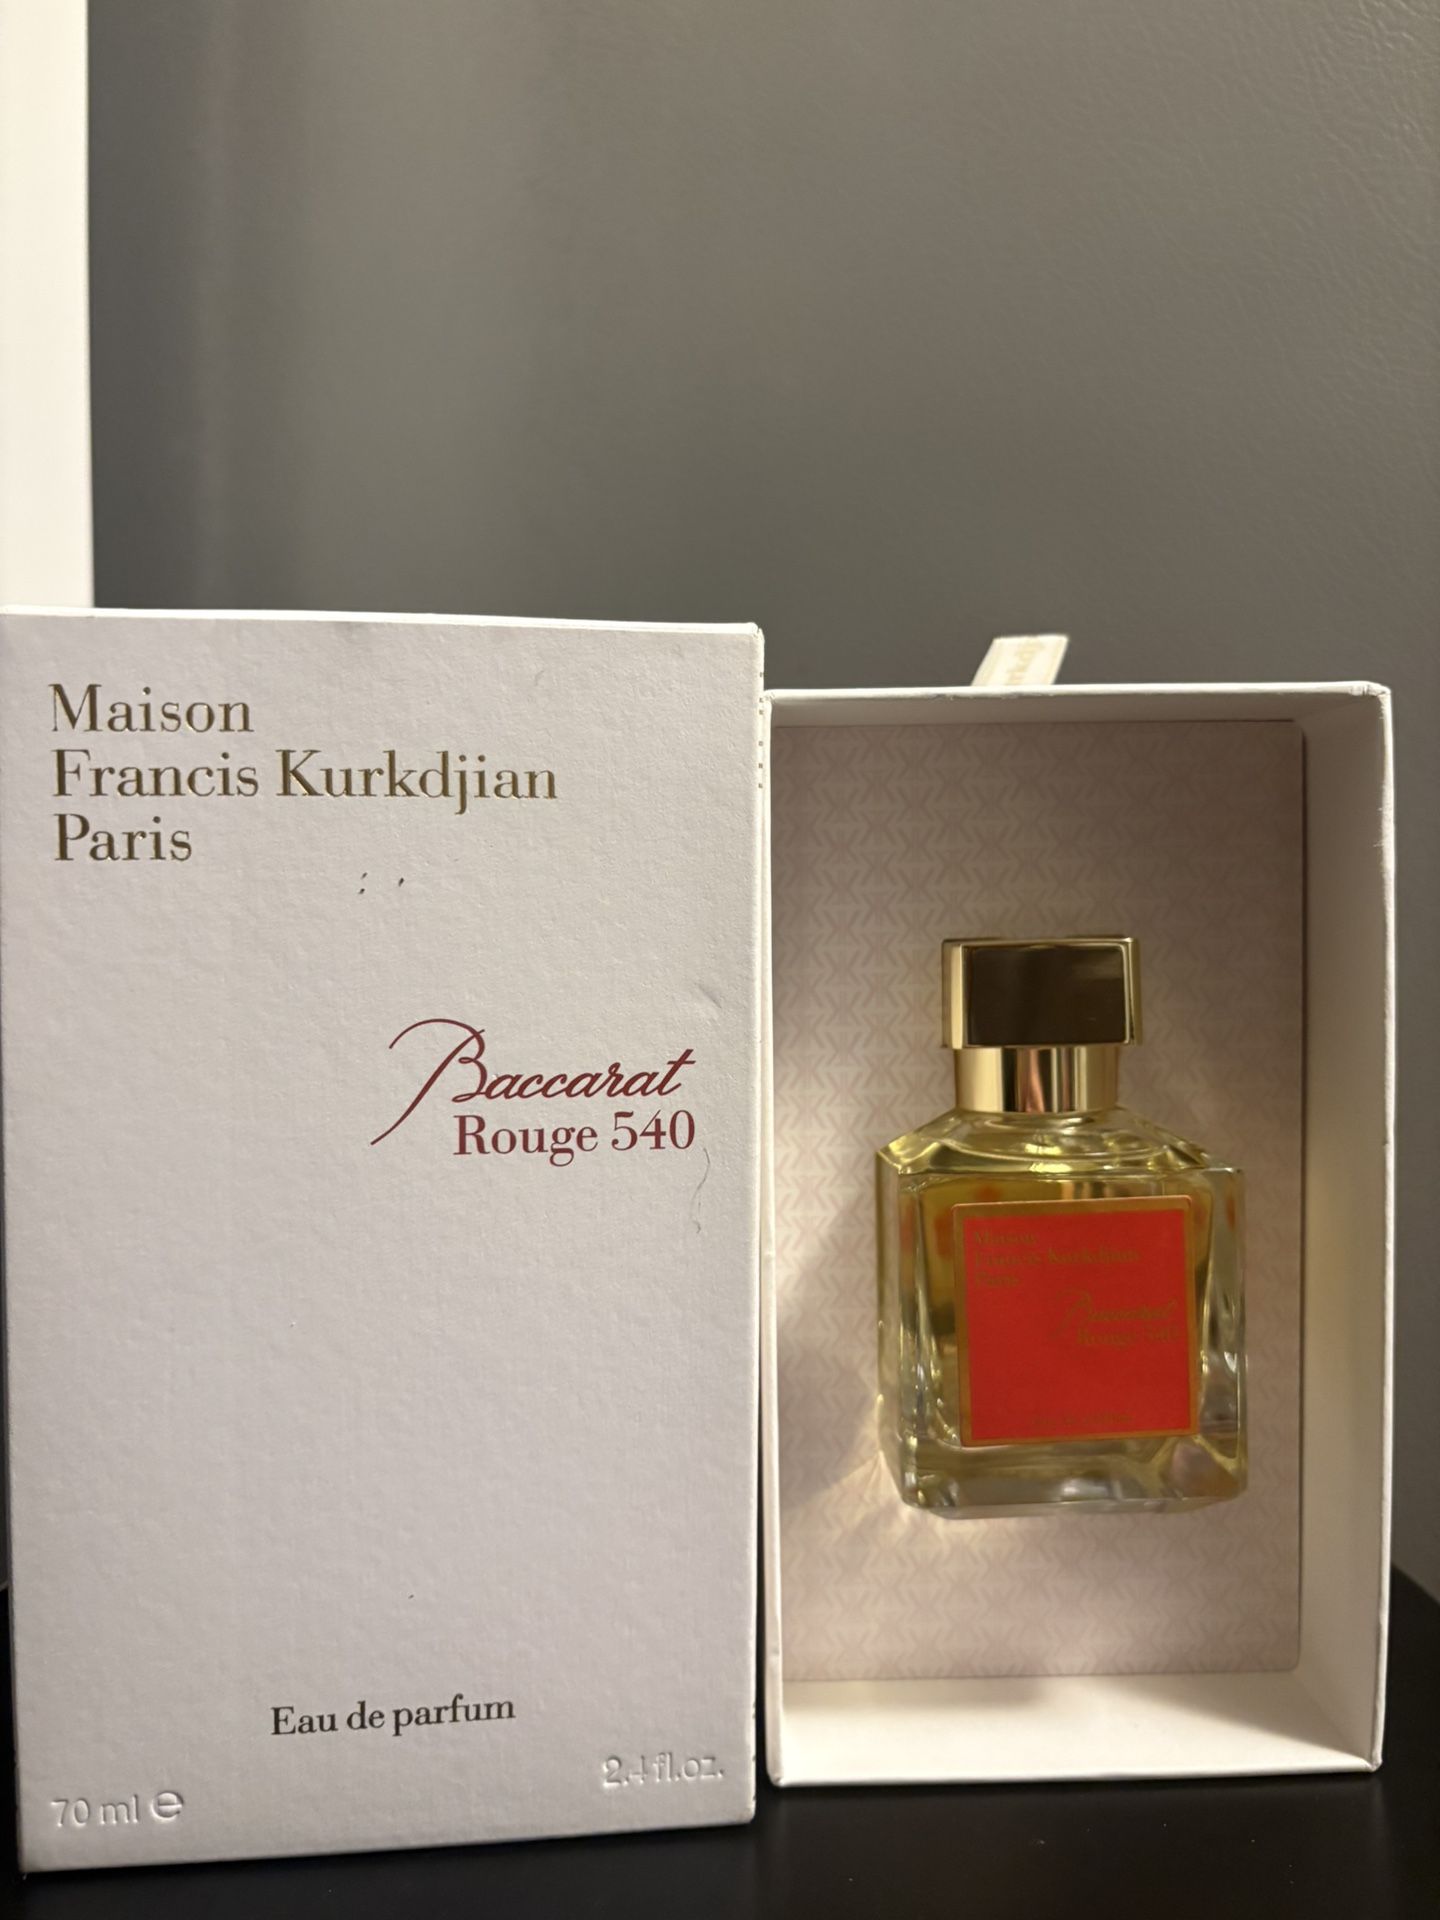 Maison
Francis Kurkdjian
Paris
Baccarat
Rouge 540
Eau de parfum
2.4 fl.oz.
70 ml ℮
Maison
Francis Kurkdjian
Paris
Baccarat
Rouge 540